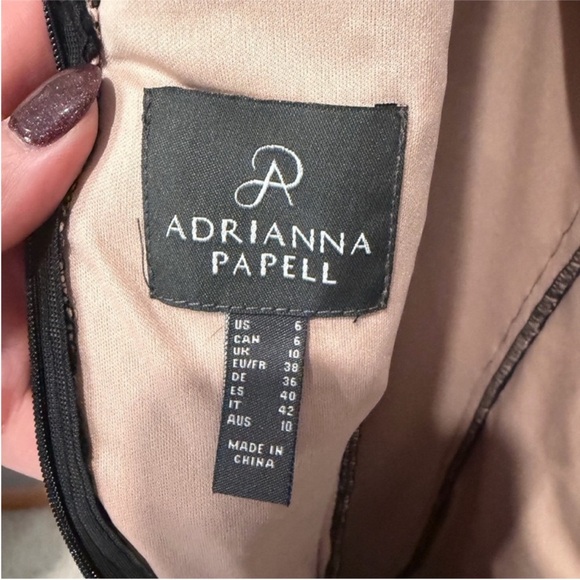 AP
ADRIANNA
PAPELL
US 6
CAN 6
UK 10
EU/FR 38
DE 36
ES 40
IT 42
AUS 10
MADE IN
CHINA